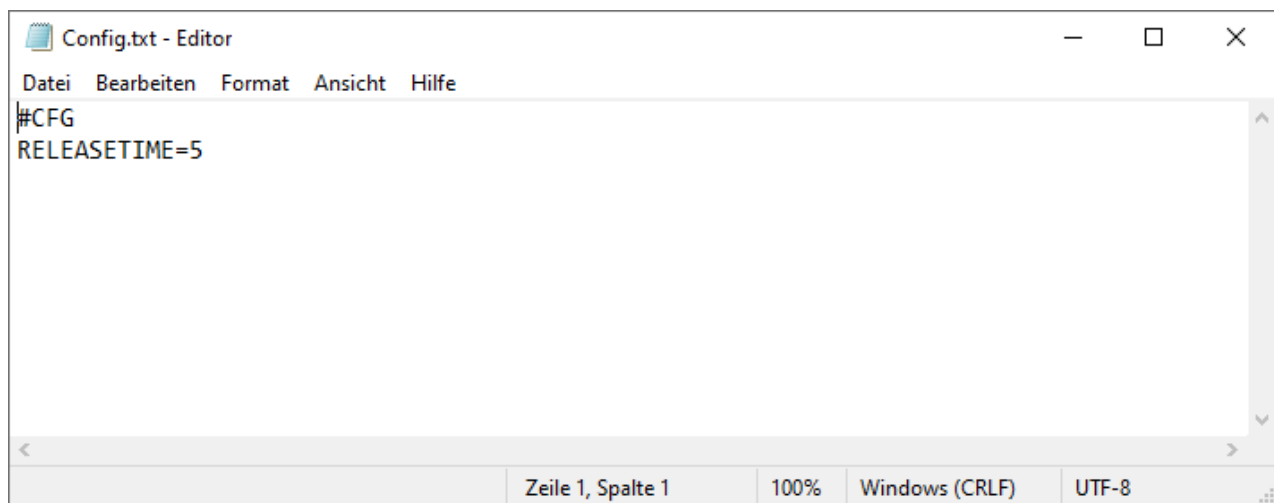 Config.txt - Editor
Datei Bearbeiten Format Ansicht Hilfe
#CFG
RELEASETIME=5
Zeile 1, Spalte 1 100% Windows (CRLF) UTF-8